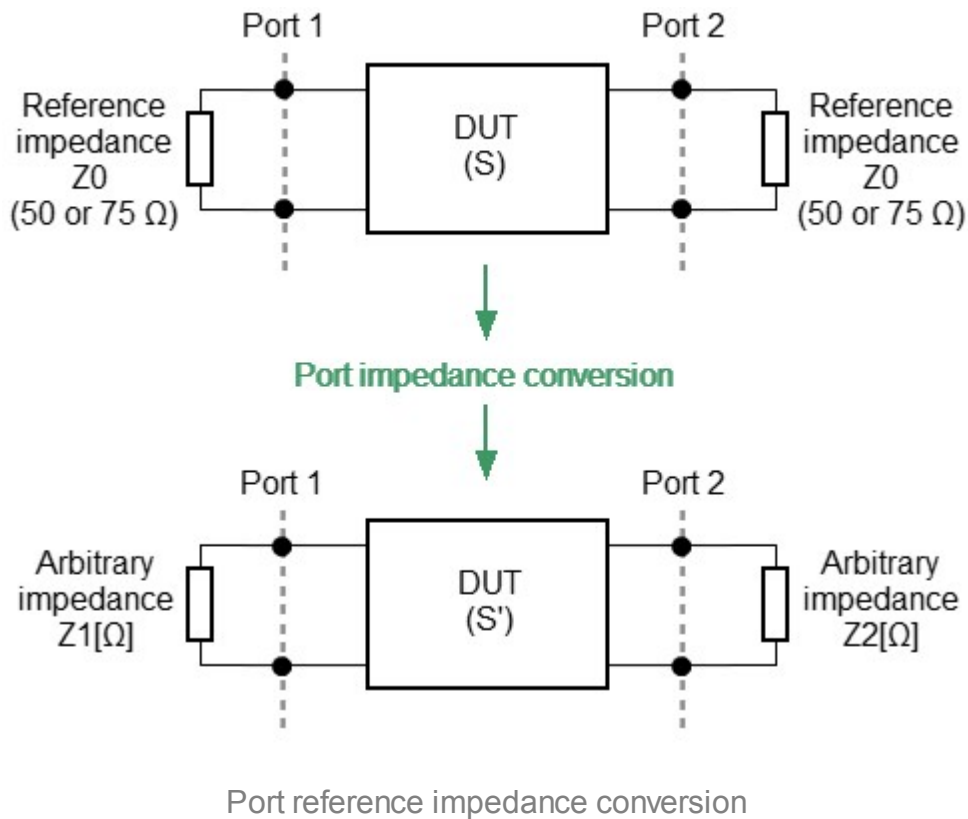 Port 1
Port 2
Reference
impedance
Z0
(50 or 75 Ω)
DUT
(S)
Reference
impedance
Z0
(50 or 75 Ω)
Port impedance conversion
Port 1
Port 2
Arbitrary
impedance
Z1[Ω]
DUT
(S')
Arbitrary
impedance
Z2[Ω]
Port reference impedance conversion